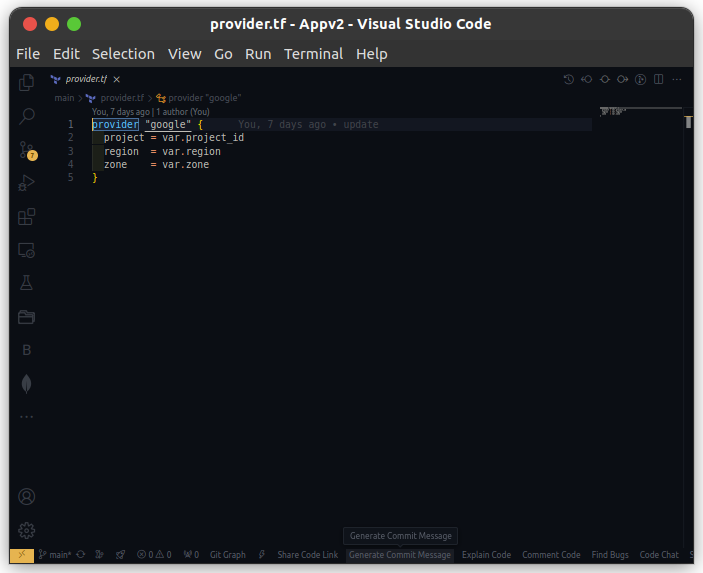 provider.tf - Appv2 - Visual Studio Code
File Edit Selection View Go Run Terminal Help
provider.tf ×
main > provider.tf > provider "google"
You, 7 days ago | 1 author (You)
1 provider "google" { You, 7 days ago • update
2 project = var.project_id
3 region = var.region
4 zone = var.zone
5 }
7
B
Generate Commit Message
main* 0 0 0 Git Graph Share Code Link Generate Commit Message Explain Code Comment Code Find Bugs Code Chat S